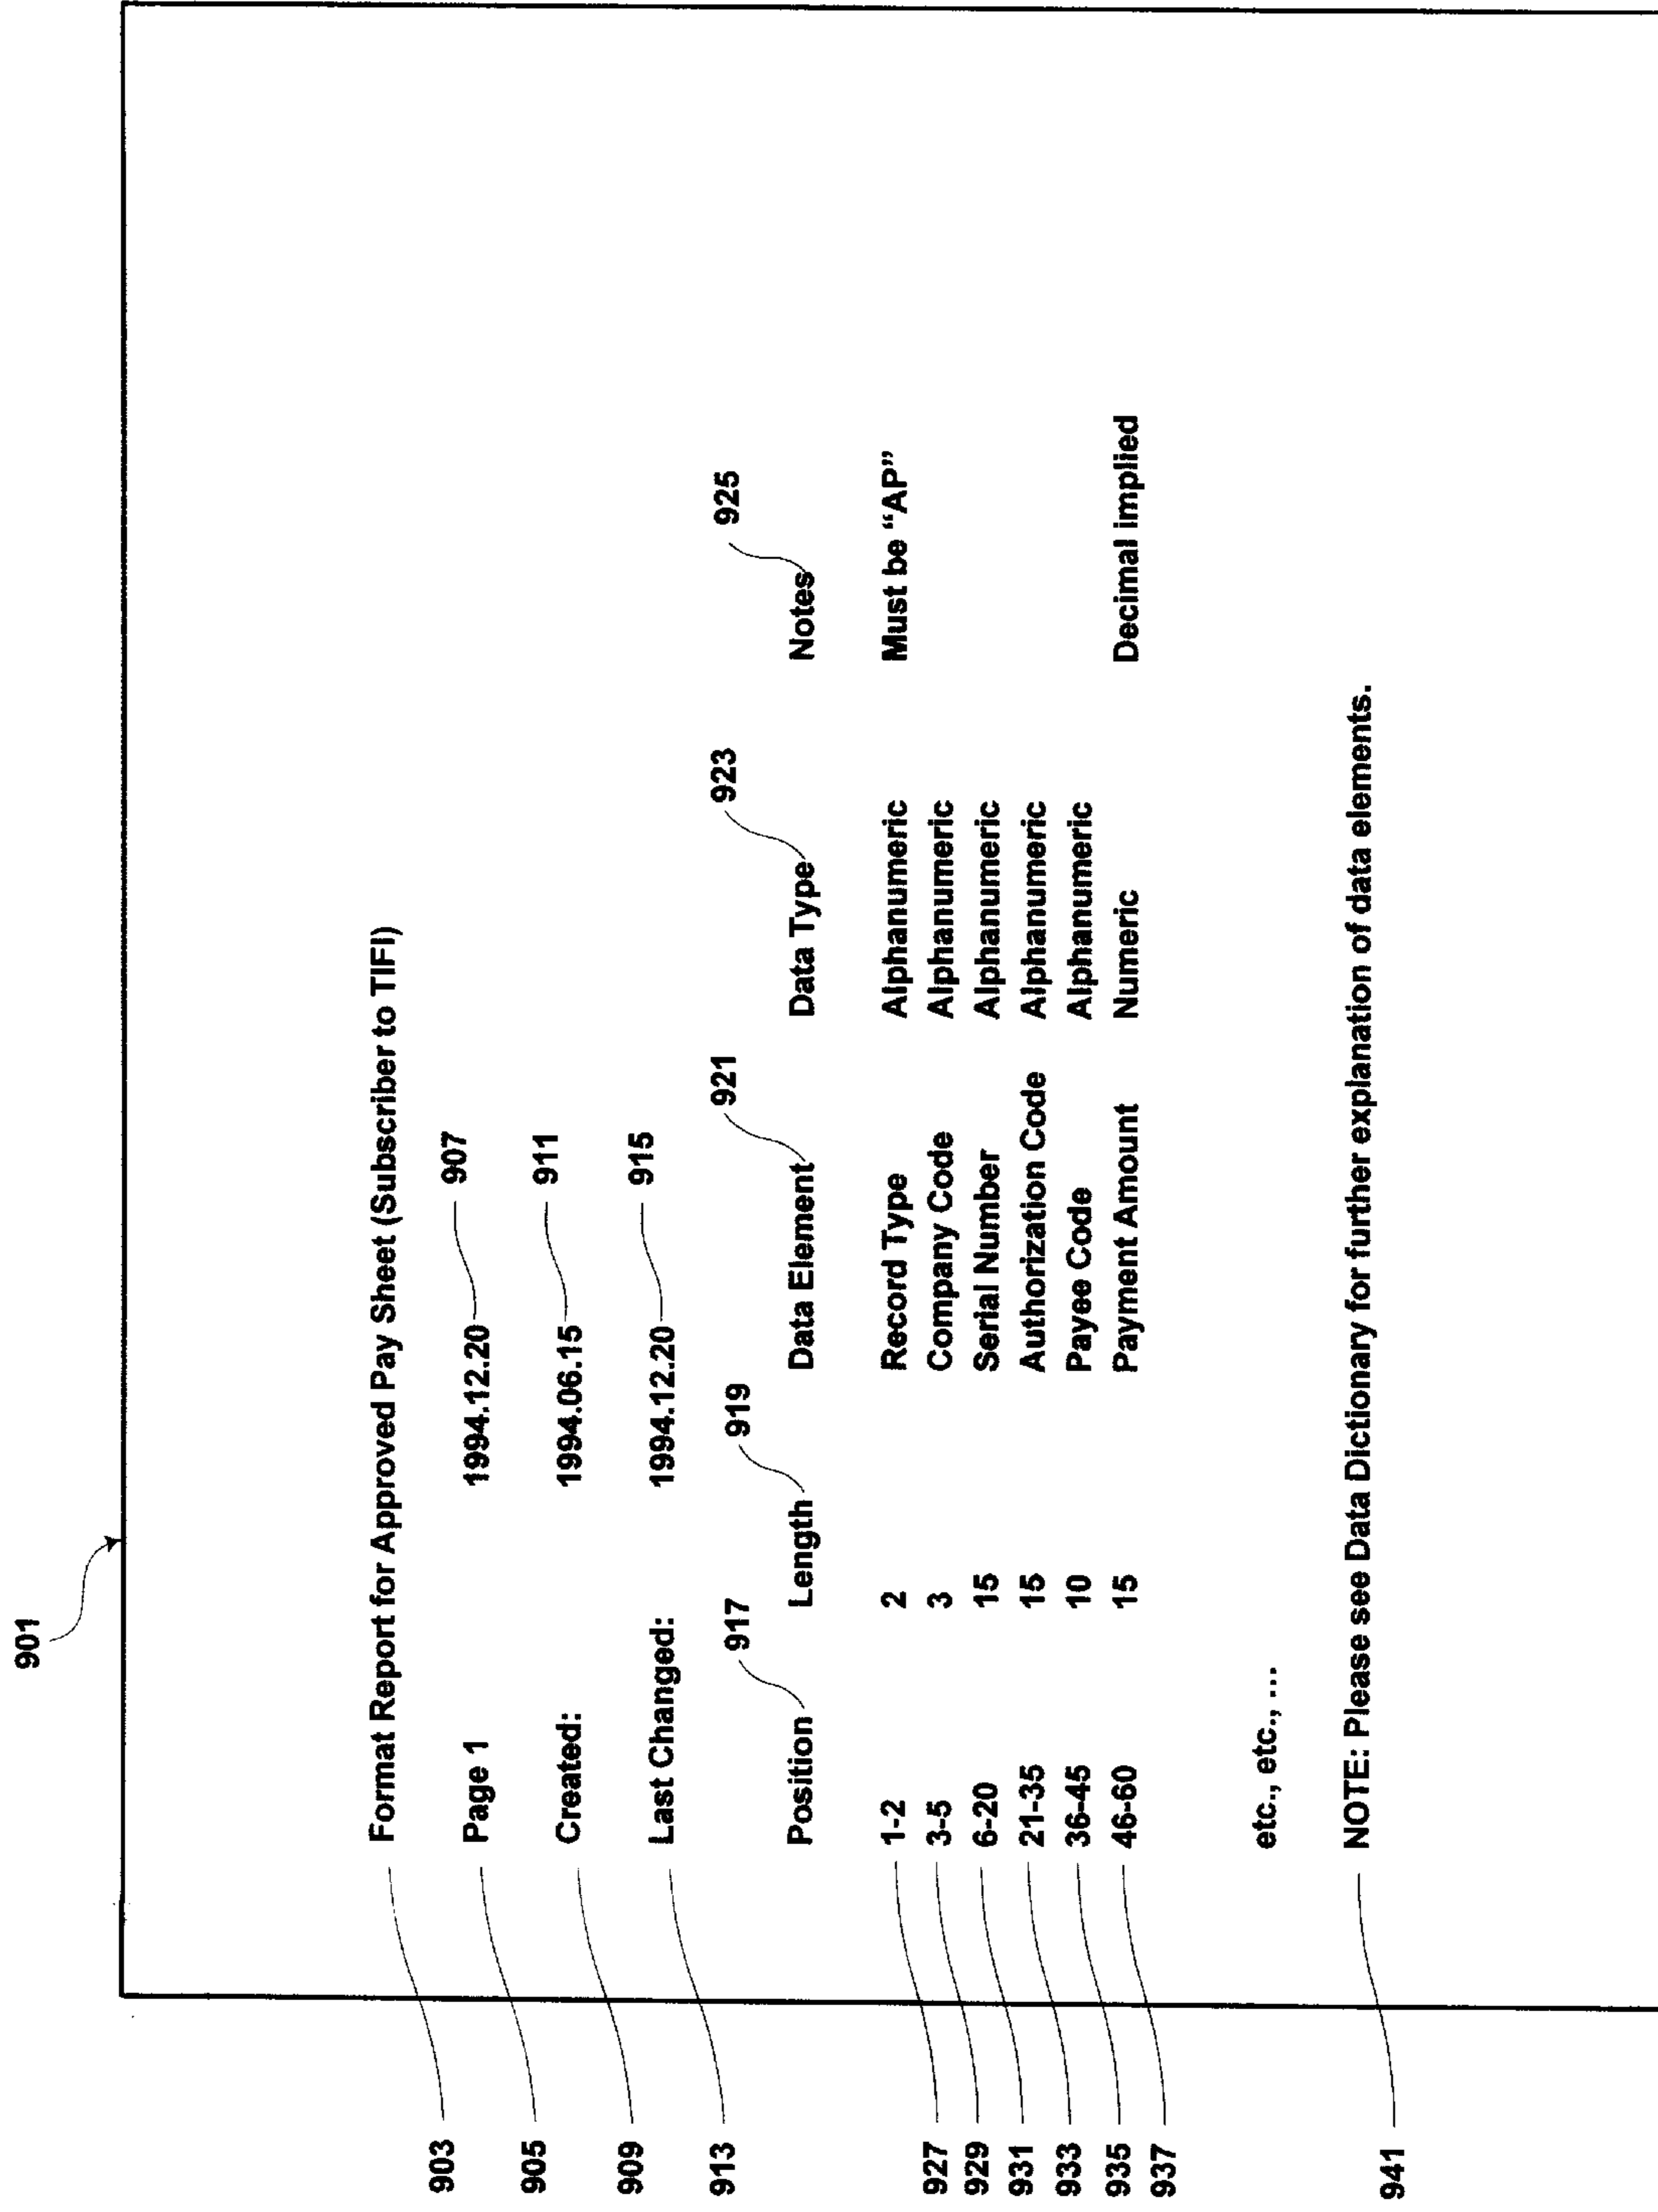 901
903 Format Report for Approved Pay Sheet (Subscriber to TIFI)
905 Page 1 1994.12.20 907
909 Created: 1994.06.15 911
913 Last Changed: 1994.12.20 915
917 919 921 923 925
Position Length Data Element Data Type Notes
927 1-2 2 Record Type Alphanumeric Must be “AP”
929 3-5 3 Company Code Alphanumeric
931 6-20 15 Serial Number Alphanumeric
933 21-35 15 Authorization Code Alphanumeric
935 36-45 10 Payee Code Alphanumeric
937 46-60 15 Payment Amount Numeric Decimal implied
etc., etc., ...
941 NOTE: Please see Data Dictionary for further explanation of data elements.